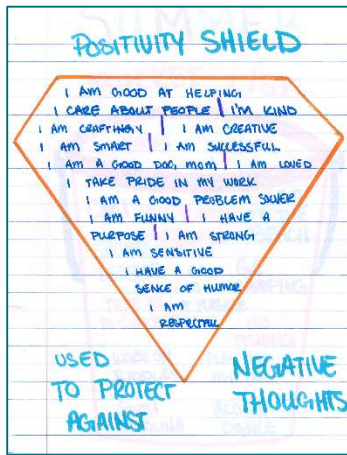 POSITIVITY SHIELD
I AM GOOD AT HELPING
I CARE ABOUT PEOPLE | I'M KIND
I AM CRAFTINGY | I AM CREATIVE
I AM SMART | I AM SUCCESSFUL
I AM A GOOD DOG MOM | I AM LOVED
I TAKE PRIDE IN MY WORK
I AM A GOOD PROBLEM SOLVER
I AM FUNNY | I HAVE A
PURPOSE | I AM STRONG
I AM SENSITIVE
I HAVE A GOOD
SENCE OF HUMOR
I AM
RESPECTFUL
USED
TO PROTECT
AGAINST
NEGATIVE
THOUGHTS